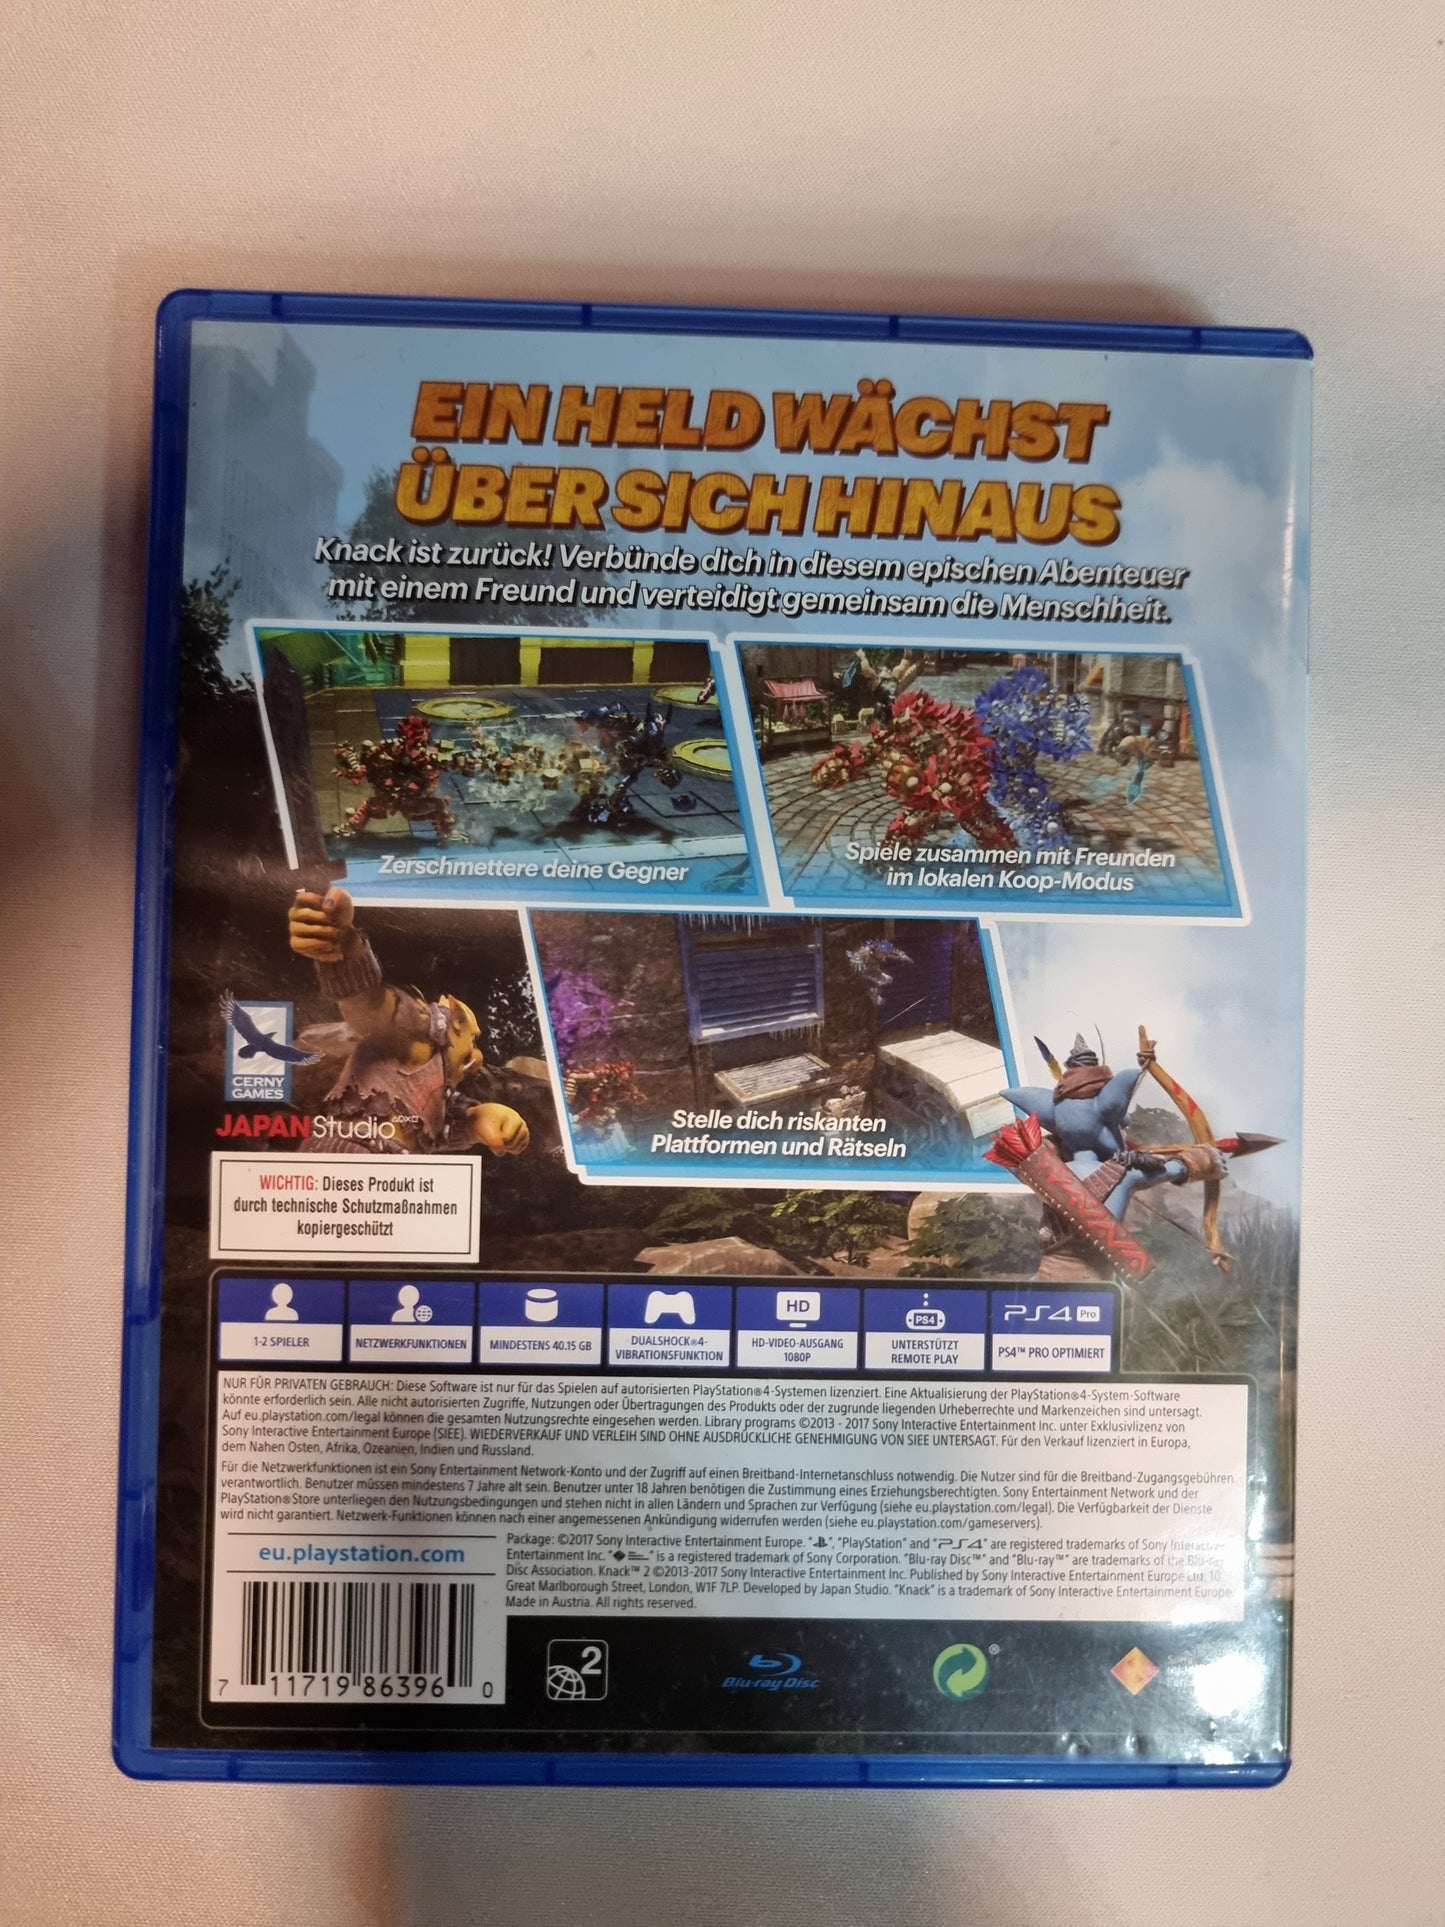 EIN HELD WÄCHST
ÜBER SICH HINAUS
Knack ist zurück! Verbünde dich in diesem epischen Abenteuer
mit einem Freund und verteidigt gemeinsam die Menschheit.
Zerschmettere deine Gegner
Spiele zusammen mit Freunden
im lokalen Koop-Modus
Stelle dich riskanten
Plattformen und Rätseln
CERNY
GAMES
JAPAN Studio
WICHTIG: Dieses Produkt ist
durch technische Schutzmaßnahmen
kopiergeschützt
1-2 SPIELER
NETZWERKFUNKTIONEN
MINDESTENS 40.15 GB
DUALSHOCK®4-
VIBRATIONSFUNKTION
HD
HD-VIDEO-AUSGANG
1080P
PS4
UNTERSTÜTZT
REMOTE PLAY
PS4 Pro
PS4™ PRO OPTIMIERT
NUR FÜR PRIVATEN GEBRAUCH: Diese Software ist nur für das Spielen auf autorisierten PlayStation®4-Systemen lizenziert. Eine Aktualisierung der PlayStation®4-System-Software
könnte erforderlich sein. Alle nicht autorisierten Zugriffe, Nutzungen oder Übertragungen des Produkts oder der zugrunde liegenden Urheberrechte und Markenzeichen sind untersagt.
Auf eu.playstation.com/legal können die gesamten Nutzungsrechte eingesehen werden. Library programs ©2013 - 2017 Sony Interactive Entertainment Inc. unter Exklusivlizenz von
Sony Interactive Entertainment Europe (SIEE). WIEDERVERKAUF UND VERLEIH SIND OHNE AUSDRÜCKLICHE GENEHMIGUNG VON SIEE UNTERSAGT. Für den Verkauf lizenziert in Europa,
dem Nahen Osten, Afrika, Ozeanien, Indien und Russland.
Für die Netzwerkfunktionen ist ein Sony Entertainment Network-Konto und der Zugriff auf einen Breitband-Internetanschluss notwendig. Die Nutzer sind für die Breitband-Zugangsgebühren
verantwortlich. Benutzer müssen mindestens 7 Jahre alt sein. Benutzer unter 18 Jahren benötigen die Zustimmung eines Erziehungsberechtigten. Sony Entertainment Network und der
PlayStation®Store unterliegen den Nutzungsbedingungen und stehen nicht in allen Ländern und Sprachen zur Verfügung (siehe eu.playstation.com/legal). Die Verfügbarkeit der Dienste
wird nicht garantiert. Netzwerk-Funktionen können nach einer angemessenen Ankündigung widerrufen werden (siehe eu.playstation.com/gameservers).
eu.playstation.com
Package: ©2017 Sony Interactive Entertainment Europe. "", "PlayStation" and "PS4" are registered trademarks of Sony Interactive
Entertainment Inc. "" is a registered trademark of Sony Corporation. "Blu-ray Disc™" and "Blu-ray™" are trademarks of the Blu-ray
Disc Association. Knack™ 2 ©2013-2017 Sony Interactive Entertainment Inc. Published by Sony Interactive Entertainment Europe Ltd, 10
Great Marlborough Street, London, W1F 7LP. Developed by Japan Studio. "Knack" is a trademark of Sony Interactive Entertainment Europe.
Made in Austria. All rights reserved.
7 11719 86396 0
2
Blu-ray Disc
®